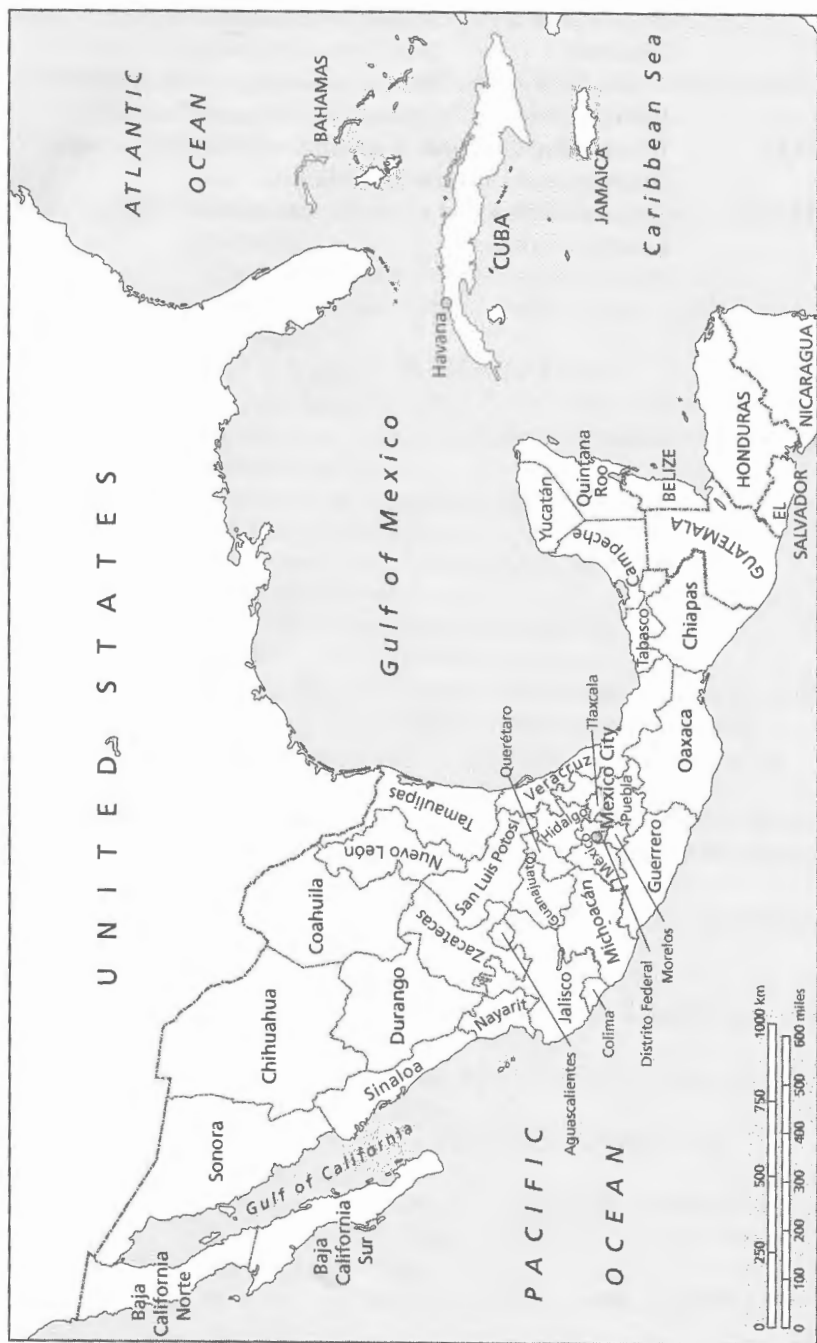 UNITED STATES
ATLANTIC
OCEAN
BAHAMAS
Gulf of Mexico
Havana
CUBA
JAMAICA
Caribbean Sea
Baja
California
Norte
Baja
California
Sur
Gulf of California
Sonora
Chihuahua
Coahuila
Nuevo León
Tamaulipas
Sinaloa
Durango
Zacatecas
San Luis Potosí
Nayarit
Aguascalientes
Jalisco
Guanajuato
Querétaro
Hidalgo
Veracruz
Colima
Michoacán
México
Mexico City
Tlaxcala
Puebla
Distrito Federal
Morelos
Guerrero
Oaxaca
Tabasco
Chiapas
Campeche
Yucatán
Quintana
Roo
BELIZE
GUATEMALA
HONDURAS
EL
SALVADOR
NICARAGUA
PACIFIC
OCEAN
0 250 500 750 1000 km
0 100 200 300 400 500 600 miles